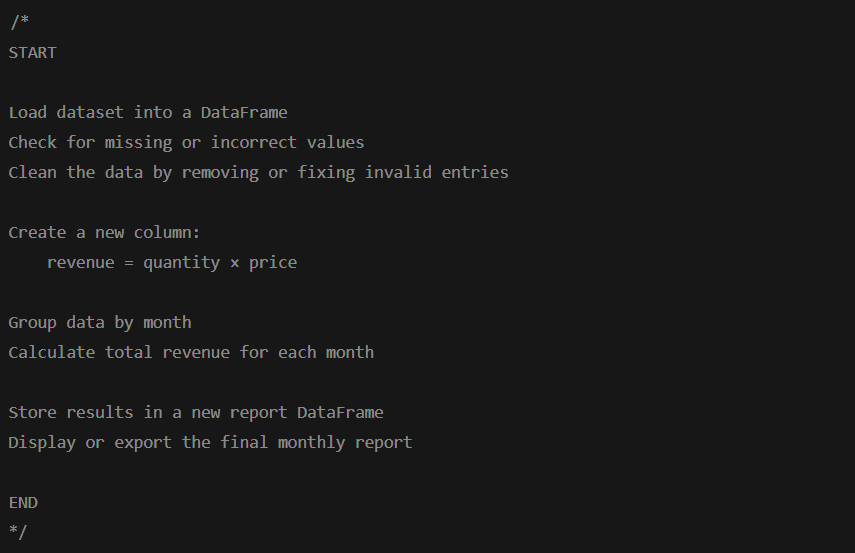 /*
START
Load dataset into a DataFrame
Check for missing or incorrect values
Clean the data by removing or fixing invalid entries
Create a new column:
    revenue = quantity × price
Group data by month
Calculate total revenue for each month
Store results in a new report DataFrame
Display or export the final monthly report
END
*/